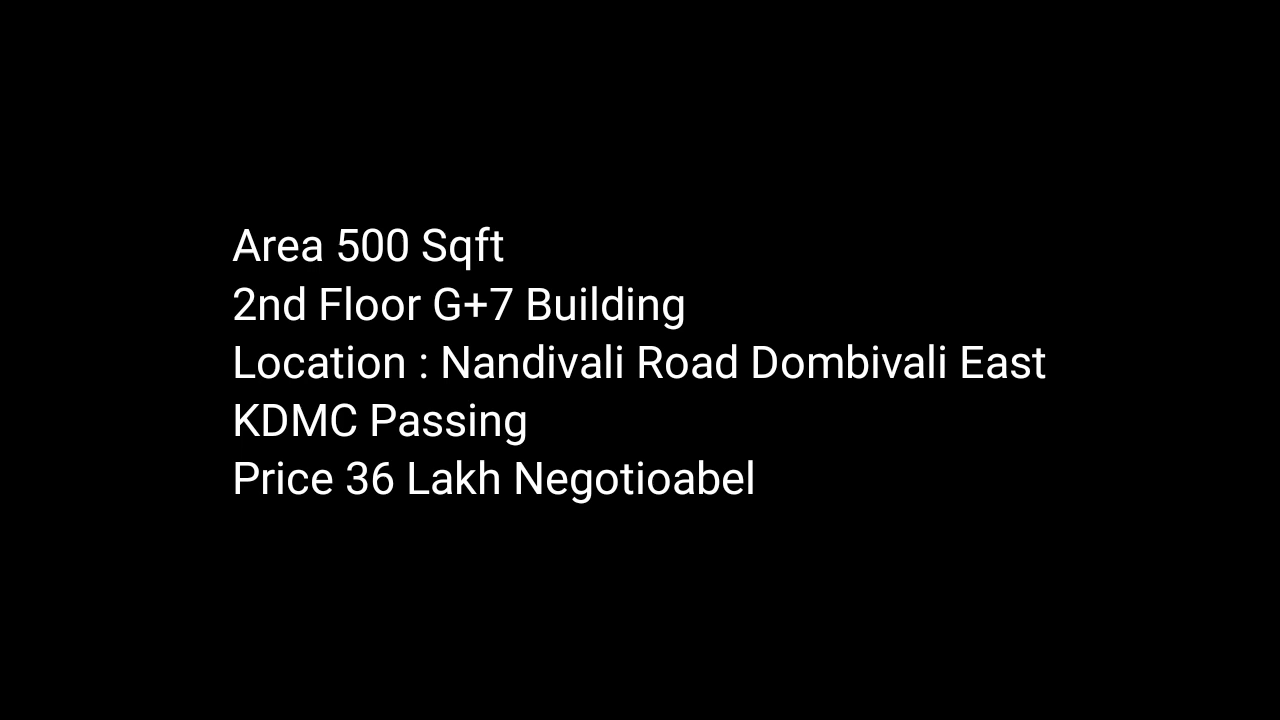 Area 500 Sqft
2nd Floor G+7 Building
Location : Nandivali Road Dombivali East
KDMC Passing
Price 36 Lakh Negotioabel